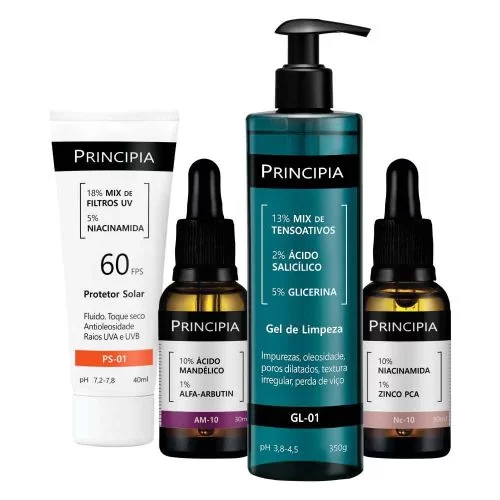 PRINCIPIA
18% MIX DE
FILTROS UV
5%
NIACINAMIDA
60 FPS
Protetor Solar
Fluido. Toque seco
Antioleosidade
Raios UVA e UVB
PS-01
pH 7,2-7,8 40ml
PRINCIPIA
10% ÁCIDO
MANDÉLICO
1%
ALFA-ARBUTIN
AM-10 30ml
PRINCIPIA
13% MIX DE
TENSOATIVOS
2% ÁCIDO
SALICÍLICO
5% GLICERINA
Gel de Limpeza
Impurezas, oleosidade,
poros dilatados, textura
irregular, perda de viço
GL-01
pH 3,8-4,5 350g
PRINCIPIA
10%
NIACINAMIDA
1%
ZINCO PCA
Nc-10 30ml